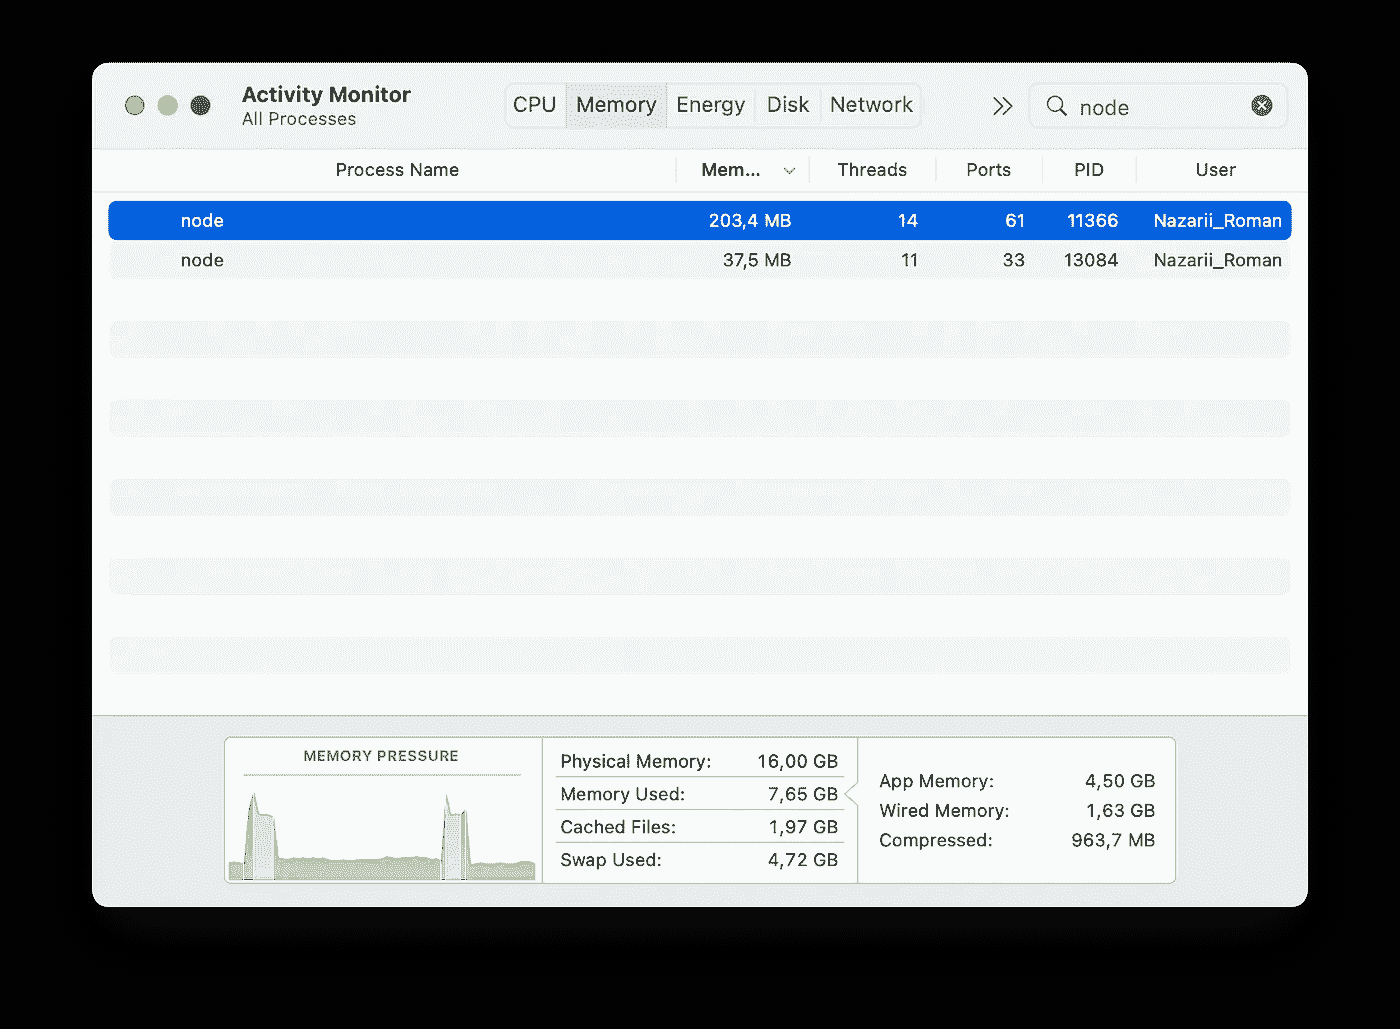 Activity Monitor
All Processes
CPU Memory Energy Disk Network
node
Process Name Mem... Threads Ports PID User
node 203,4 MB 14 61 11366 Nazarii_Roman
node 37,5 MB 11 33 13084 Nazarii_Roman
MEMORY PRESSURE
Physical Memory: 16,00 GB
Memory Used: 7,65 GB
Cached Files: 1,97 GB
Swap Used: 4,72 GB
App Memory: 4,50 GB
Wired Memory: 1,63 GB
Compressed: 963,7 MB